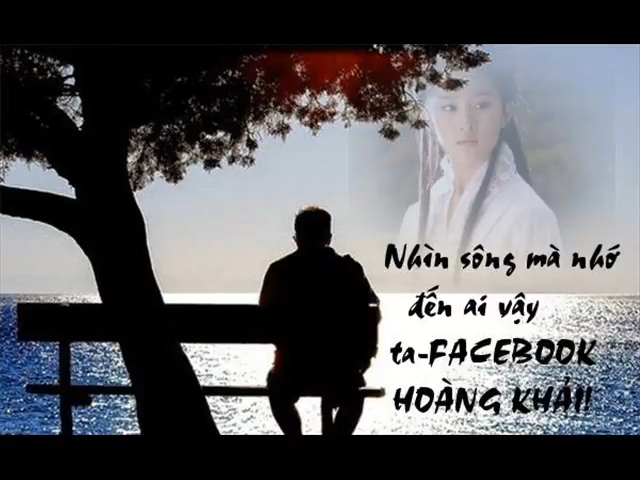 Nhìn sông mà nhớ
đến ai vậy
ta-FACEBOOK
HOÀNG KHẢI!!